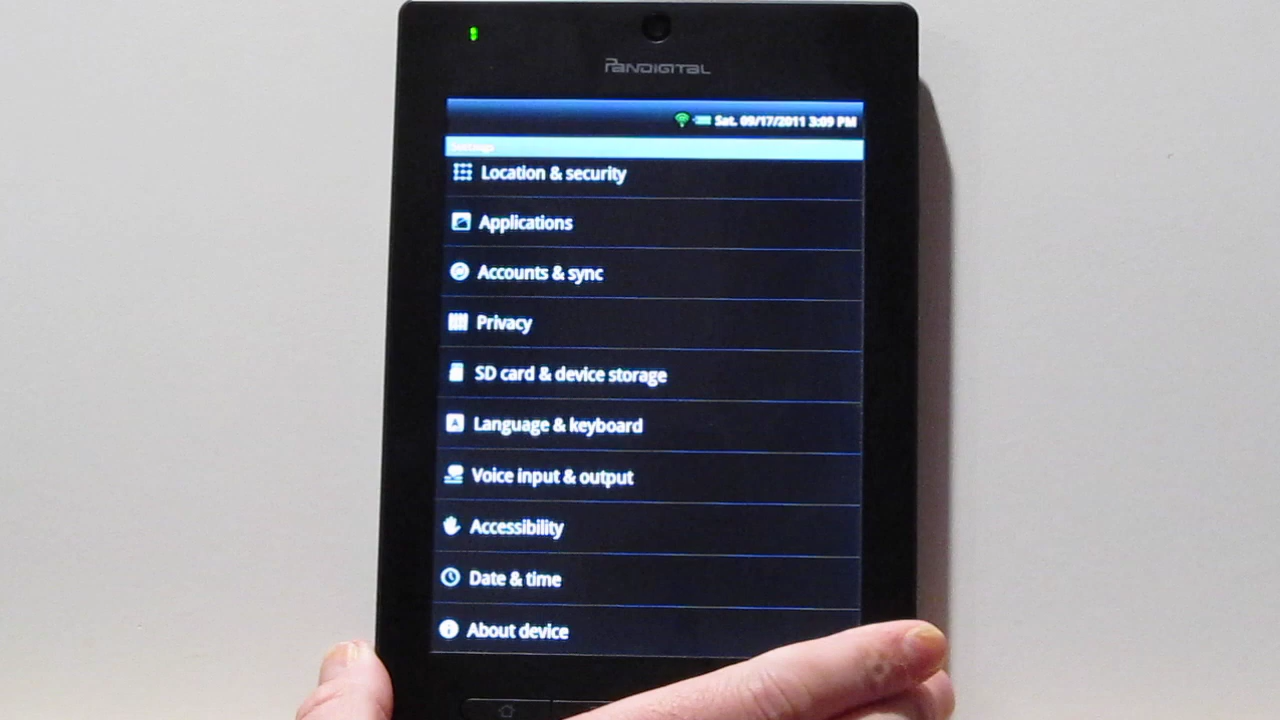 PANDIGITAL
Sat. 09/17/2011 3:09 PM
Settings
Location & security
Applications
Accounts & sync
Privacy
SD card & device storage
Language & keyboard
Voice input & output
Accessibility
Date & time
About device